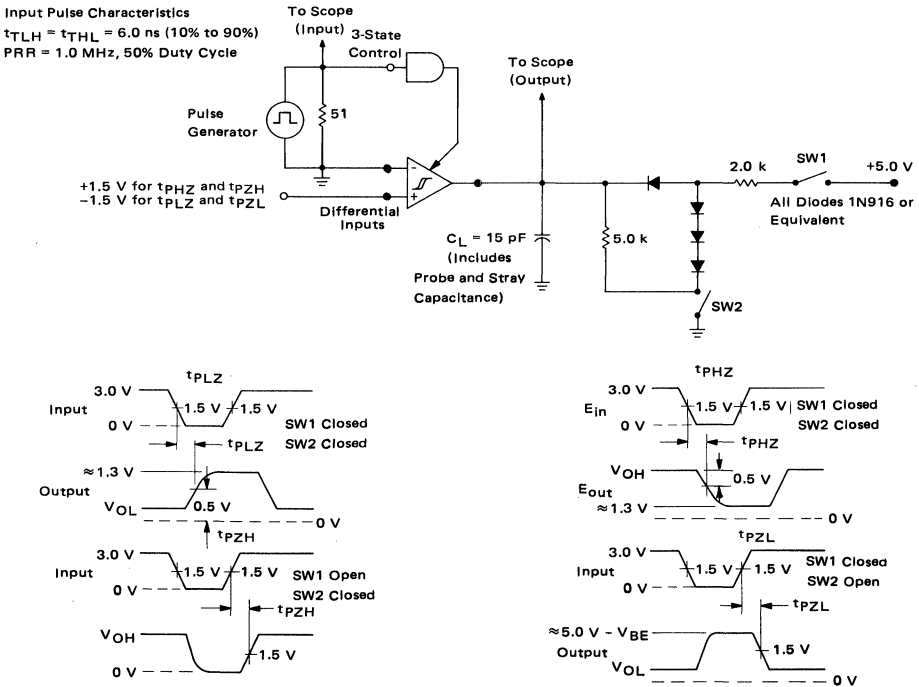 Input Pulse Characteristics
tTLH = tTHL = 6.0 ns (10% to 90%)
PRR = 1.0 MHz, 50% Duty Cycle
To Scope
(Input)
3-State
Control
To Scope
(Output)
Pulse
Generator
51
+1.5 V for tPHZ and tPZH
−1.5 V for tPLZ and tPZL
−
+
Differential
Inputs
CL = 15 pF
(Includes
Probe and Stray
Capacitance)
5.0 k
2.0 k
SW1
+5.0 V
All Diodes 1N916 or
Equivalent
SW2
tPLZ
3.0 V
Input
1.5 V
1.5 V
0 V
SW1 Closed
SW2 Closed
tPLZ
≈1.3 V
Output
0.5 V
VOL
0 V
tPZH
3.0 V
Input
1.5 V
1.5 V
0 V
SW1 Open
SW2 Closed
tPZH
VOH
1.5 V
0 V
tPHZ
3.0 V
Ein
1.5 V
1.5 V
0 V
SW1 Closed
SW2 Closed
tPHZ
VOH
0.5 V
Eout
≈1.3 V
0 V
tPZL
3.0 V
Input
1.5 V
1.5 V
0 V
SW1 Closed
SW2 Open
tPZL
≈5.0 V - VBE
Output
1.5 V
VOL
0 V